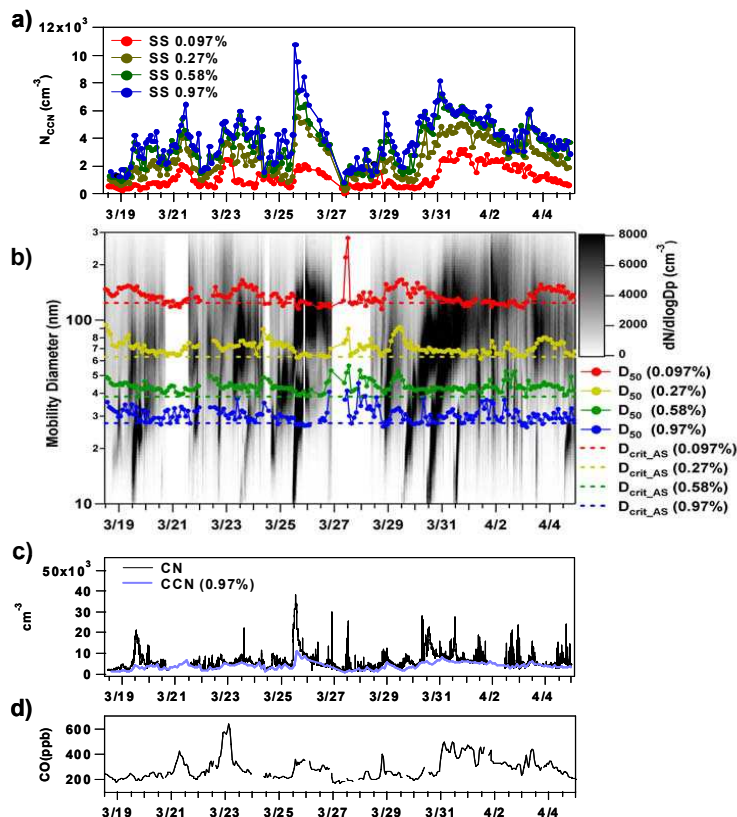 a)
12x10³
10
8
6
4
2
0
N_CCN (cm⁻³)
SS 0.097%
SS 0.27%
SS 0.58%
SS 0.97%
3/19 3/21 3/23 3/25 3/27 3/29 3/31 4/2 4/4
b)
3
2
100
8
7
6
5
4
3
2
10
Mobility Diameter (nm)
3/19 3/21 3/23 3/25 3/27 3/29 3/31 4/2 4/4
8000
6000
4000
2000
0
dN/dlogDp (cm⁻³)
D₅₀ (0.097%)
D₅₀ (0.27%)
D₅₀ (0.58%)
D₅₀ (0.97%)
D_crit_AS (0.097%)
D_crit_AS (0.27%)
D_crit_AS (0.58%)
D_crit_AS (0.97%)
c)
50x10³
40
30
20
10
0
cm⁻³
CN
CCN (0.97%)
3/19 3/21 3/23 3/25 3/27 3/29 3/31 4/2 4/4
d)
600
400
200
CO(ppb)
3/19 3/21 3/23 3/25 3/27 3/29 3/31 4/2 4/4